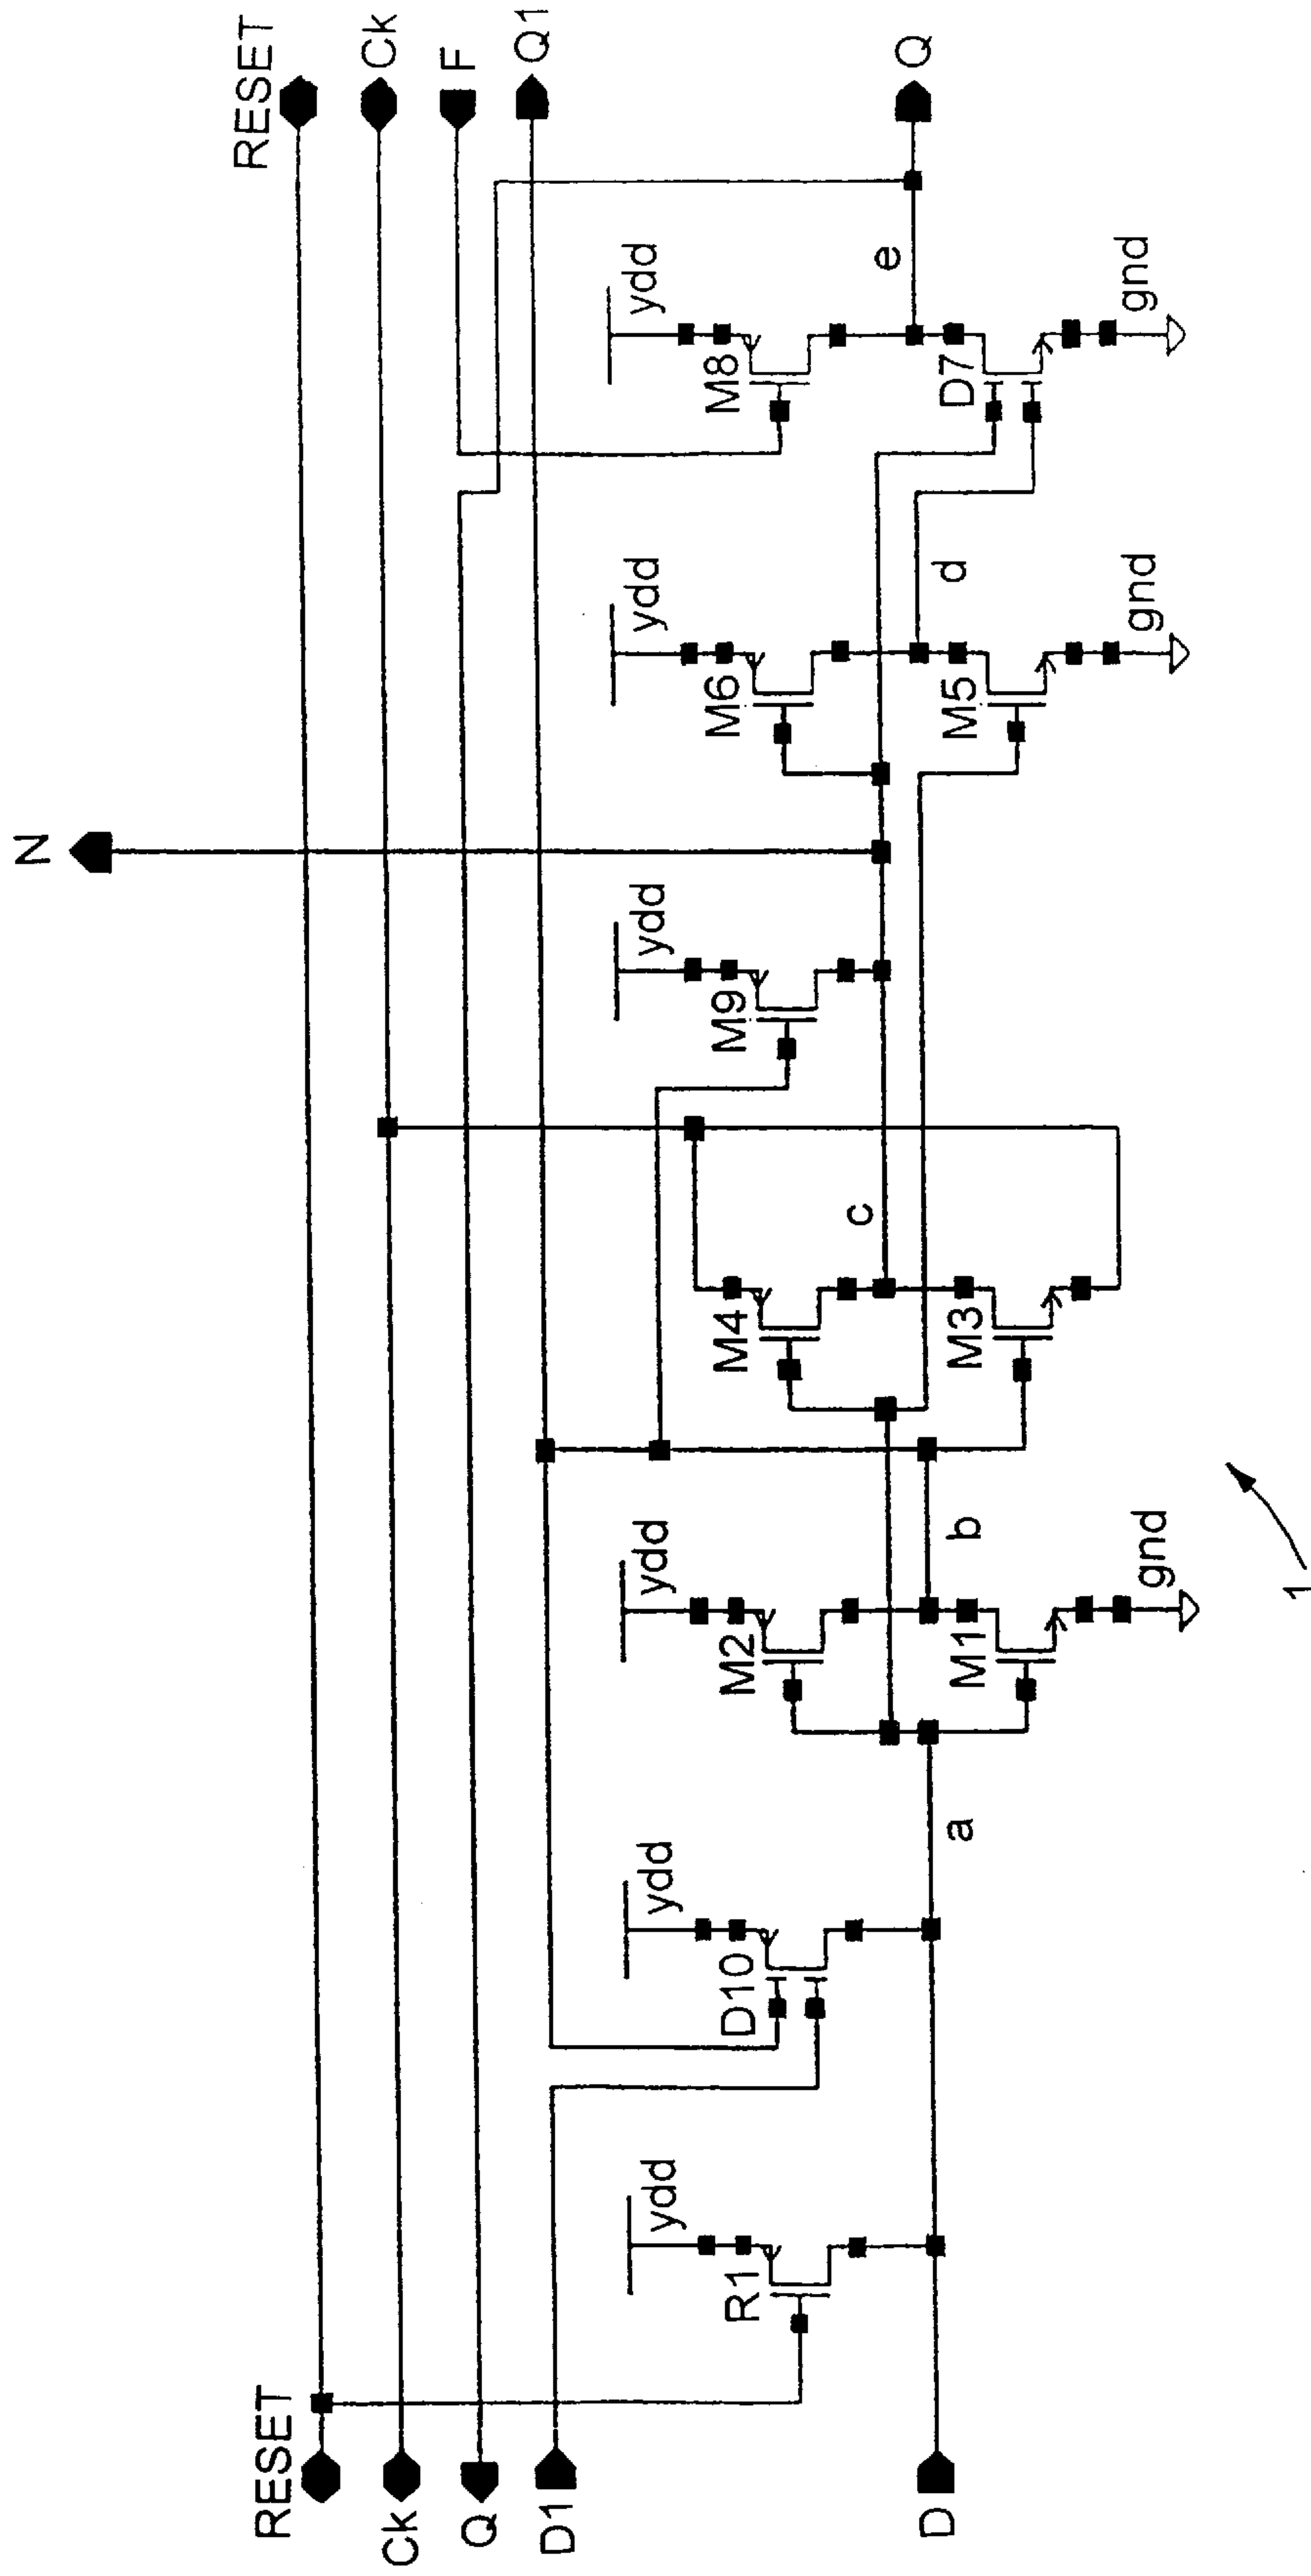 N
RESET
RESET
Ck
Ck
Q
F
D1
Q1
R1
ydd
D10
ydd
M2
ydd
M4
M9
ydd
M6
ydd
M8
ydd
D
a
b
c
d
e
Q
M1
gnd
M3
M5
gnd
D7
gnd
1